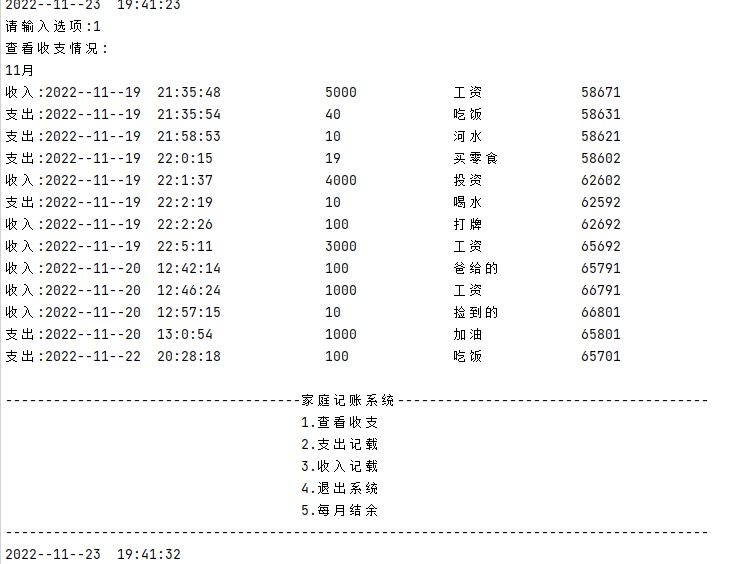 2022--11--23  19:41:23
请输入选项:1
查看收支情况:
11月
收入:2022--11--19  21:35:48             5000            工资            58671
支出:2022--11--19  21:35:54             40              吃饭            58631
支出:2022--11--19  21:58:53             10              河水            58621
支出:2022--11--19  22:0:15              19              买零食          58602
收入:2022--11--19  22:1:37              4000            投资            62602
支出:2022--11--19  22:2:19              10              喝水            62592
收入:2022--11--19  22:2:26              100             打牌            62692
收入:2022--11--19  22:5:11              3000            工资            65692
收入:2022--11--20  12:42:14             100             爸给的          65791
收入:2022--11--20  12:46:24             1000            工资            66791
收入:2022--11--20  12:57:15             10              捡到的          66801
支出:2022--11--20  13:0:54              1000            加油            65801
支出:2022--11--22  20:28:18             100             吃饭            65701
-------------------------------------家庭记账系统---------------------------------------
1.查看收支
2.支出记载
3.收入记载
4.退出系统
5.每月结余
----------------------------------------------------------------------------------------
2022--11--23  19:41:32